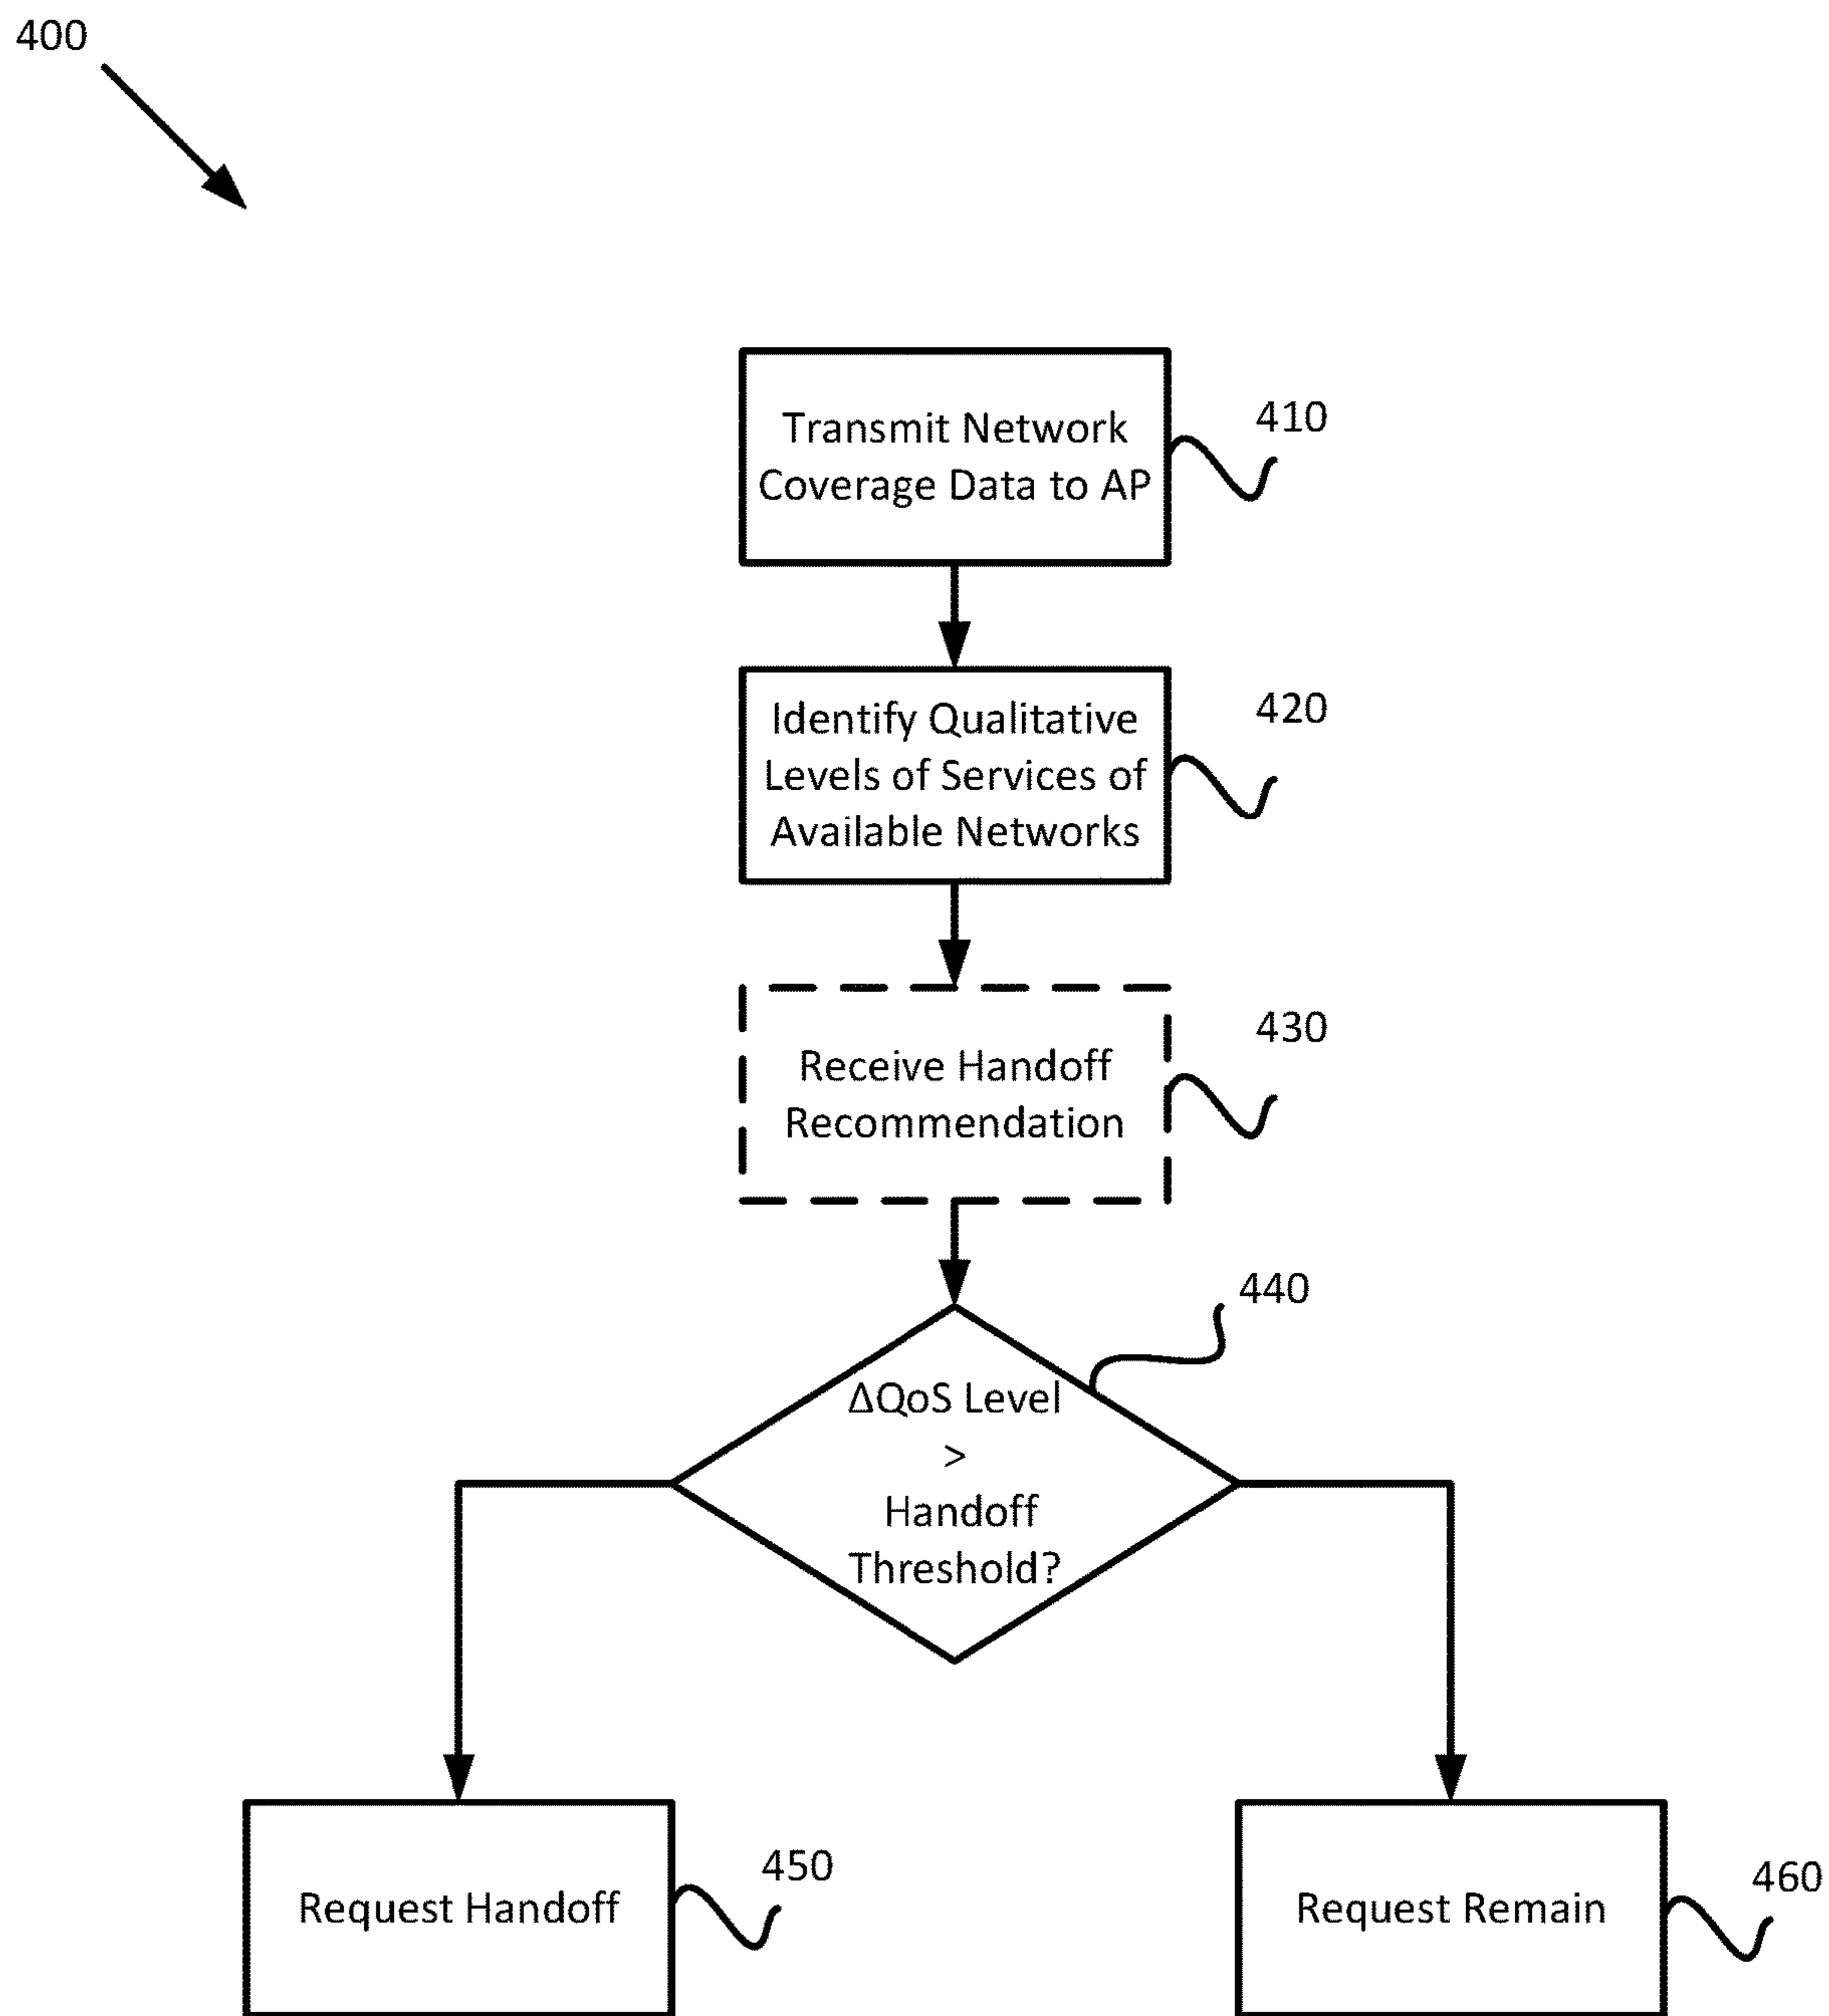 400
Transmit Network
Coverage Data to AP
410
Identify Qualitative
Levels of Services of
Available Networks
420
Receive Handoff
Recommendation
430
ΔQoS Level
>
Handoff
Threshold?
440
Request Handoff
450
Request Remain
460